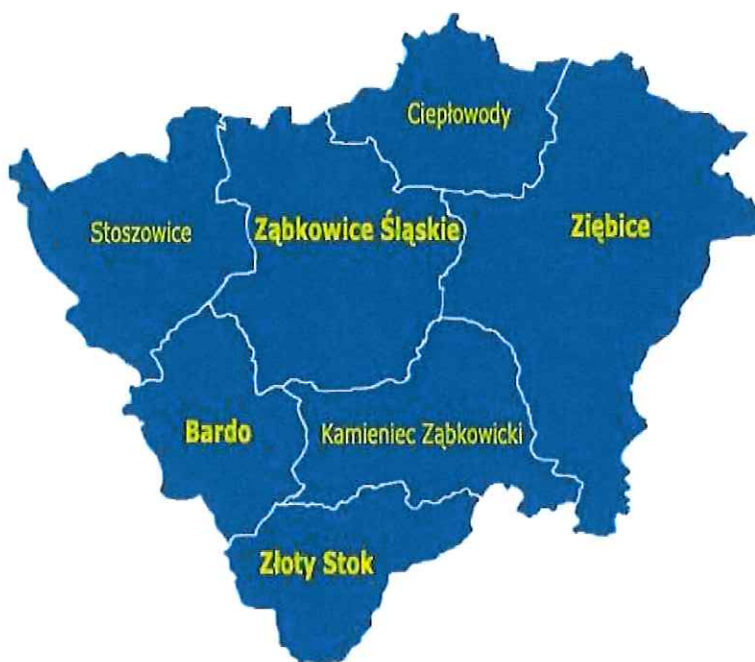 Ciepłowody
Stoszowice
Ząbkowice Śląskie
Ziębice
Bardo
Kamieniec Ząbkowicki
Złoty Stok